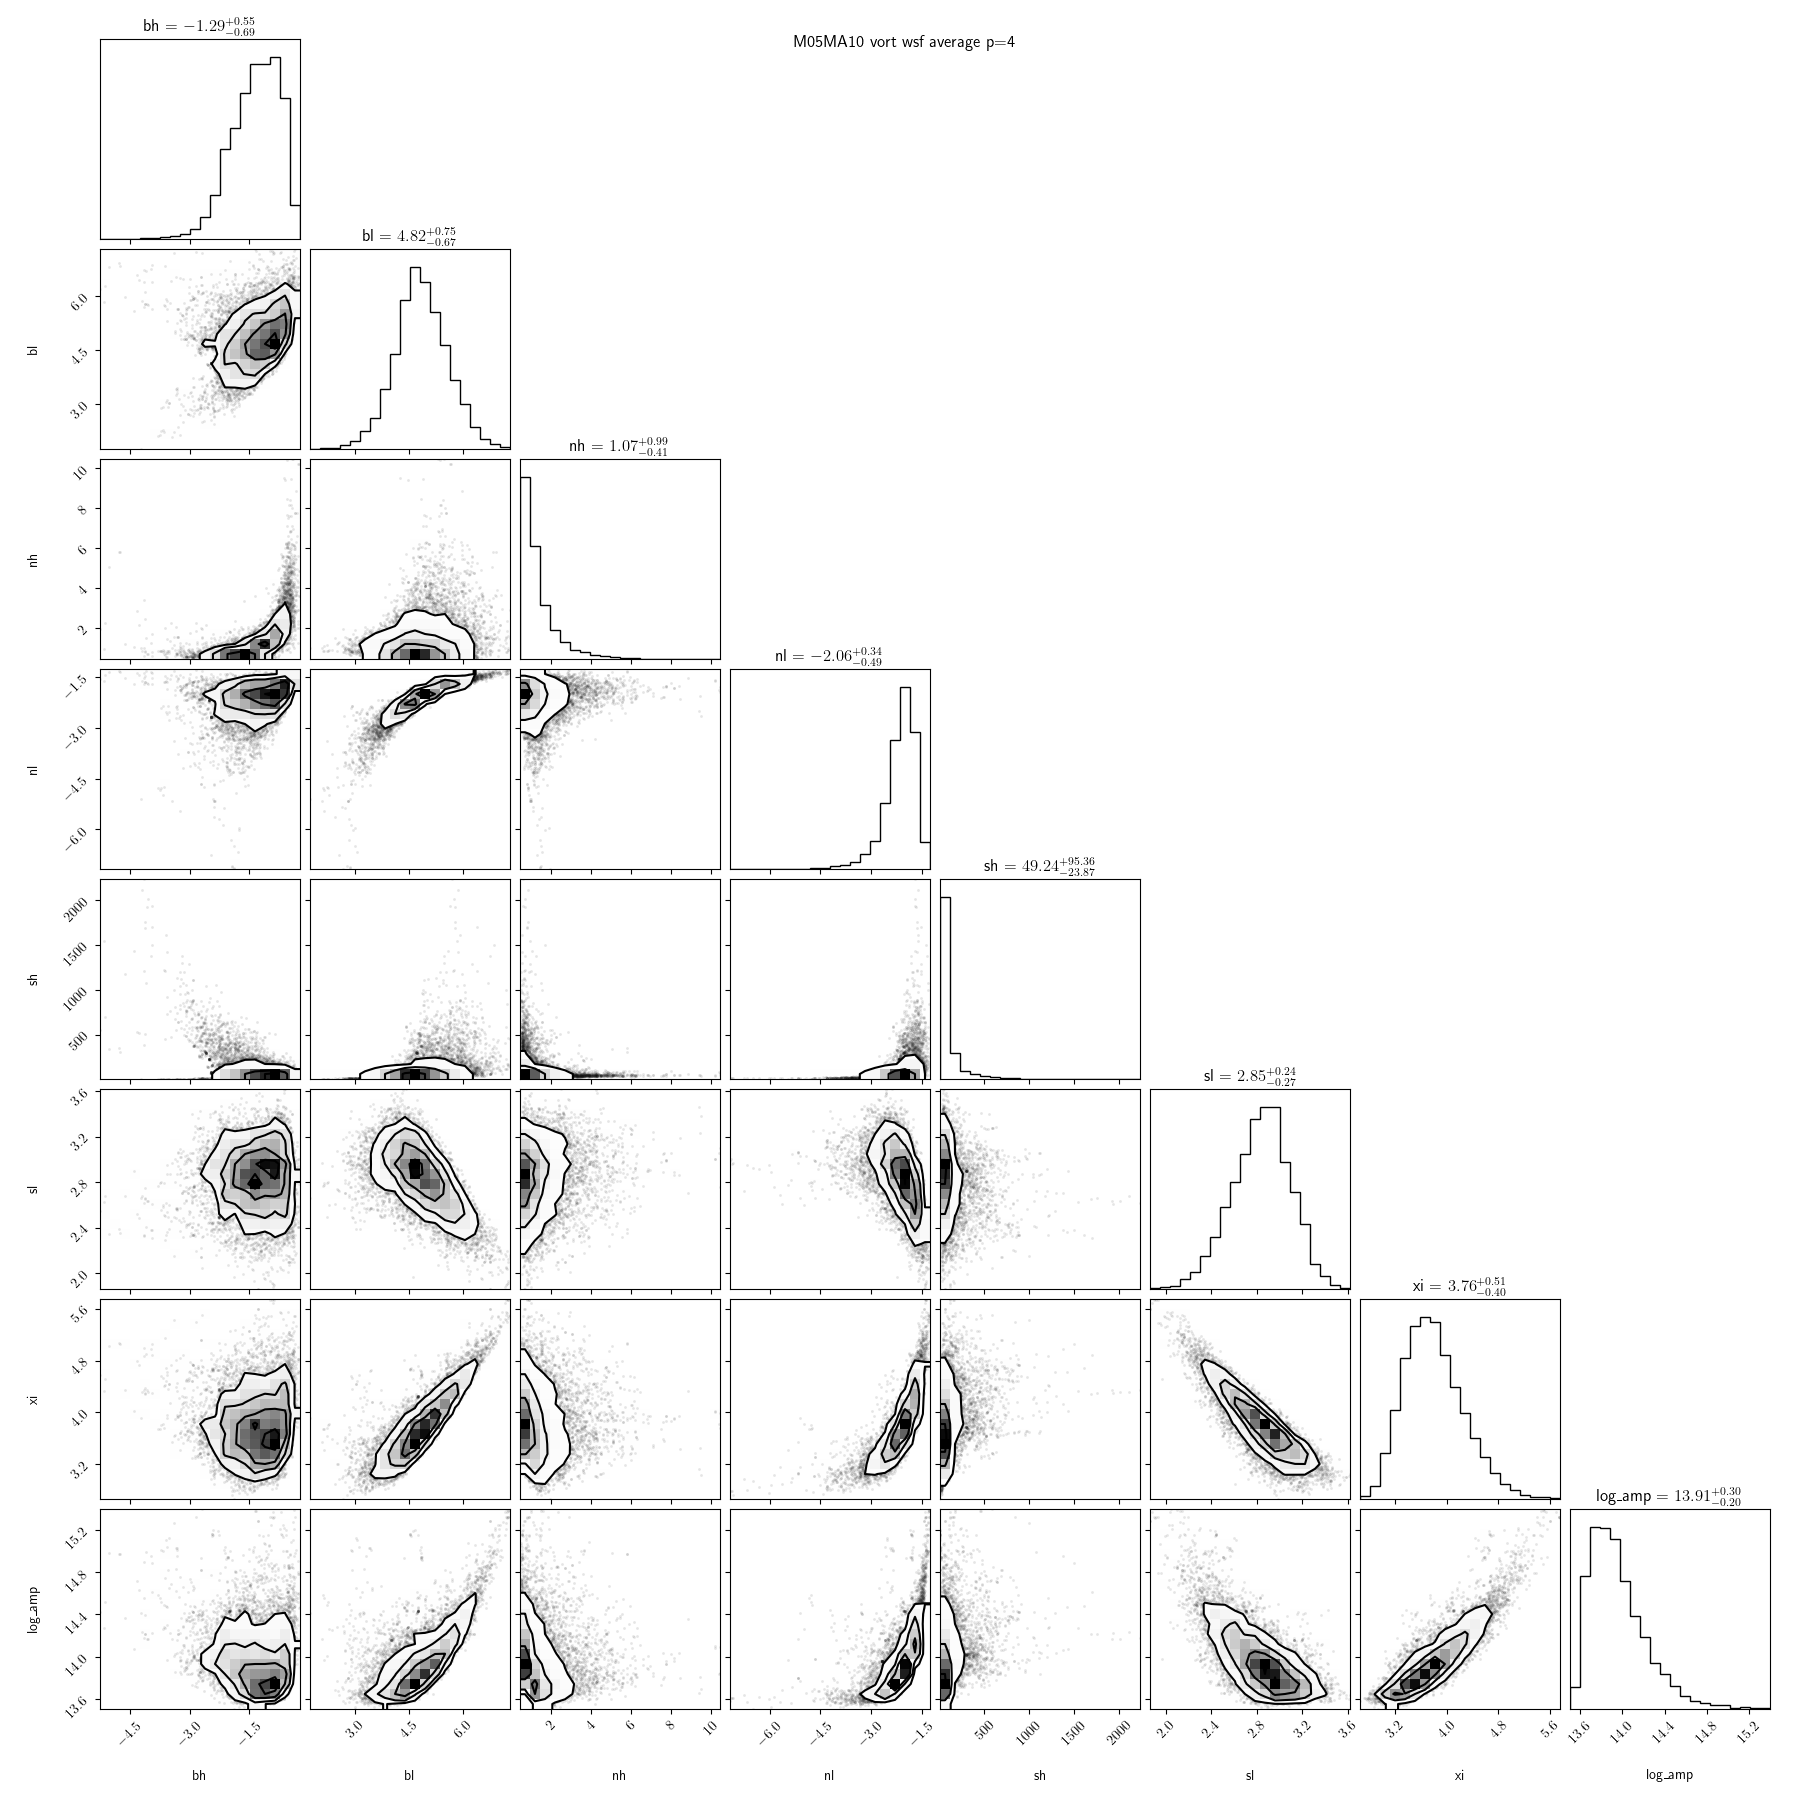 M05MA10 vort wsf average p=4
bh = −1.29 +0.55 −0.69
bl = 4.82 +0.75 −0.67
6.0
4.5
3.0
bl
nh = 1.07 +0.99 −0.41
10
8
6
4
2
nh
nl = −2.06 +0.34 −0.49
−1.5
−3.0
−4.5
−6.0
nl
sh = 49.24 +95.36 −23.87
2000
1500
1000
500
sh
sl = 2.85 +0.24 −0.27
3.6
3.2
2.8
2.4
2.0
sl
xi = 3.76 +0.51 −0.40
5.6
4.8
4.0
3.2
xi
log_amp = 13.91 +0.30 −0.20
15.2
14.8
14.4
14.0
13.6
log_amp
−4.5 −3.0 −1.5 3.0 4.5 6.0 2 4 6 8 10 −6.0 −4.5 −3.0 −1.5 500 1000 1500 2000 2.0 2.4 2.8 3.2 3.6 3.2 4.0 4.8 5.6 13.6 14.0 14.4 14.8 15.2
bh bl nh nl sh sl xi log_amp